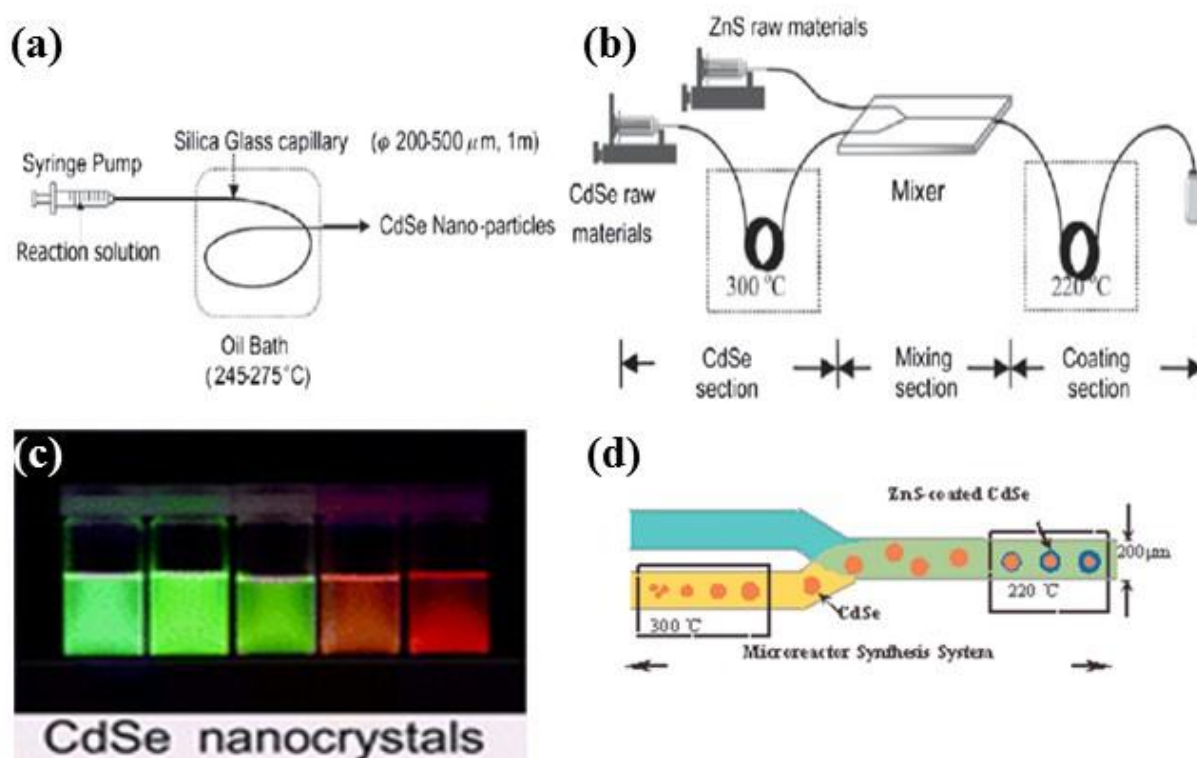 (a)
Silica Glass capillary (φ 200-500 μm, 1m)
Syringe Pump
Reaction solution
CdSe Nano-particles
Oil Bath
(245-275°C)
(b)
ZnS raw materials
CdSe raw
materials
Mixer
300 °C
220 °C
CdSe
section
Mixing
section
Coating
section
(c)
CdSe nanocrystals
(d)
ZnS-coated CdSe
200μm
220 ℃
CdSe
300 ℃
Microreactor Synthesis System